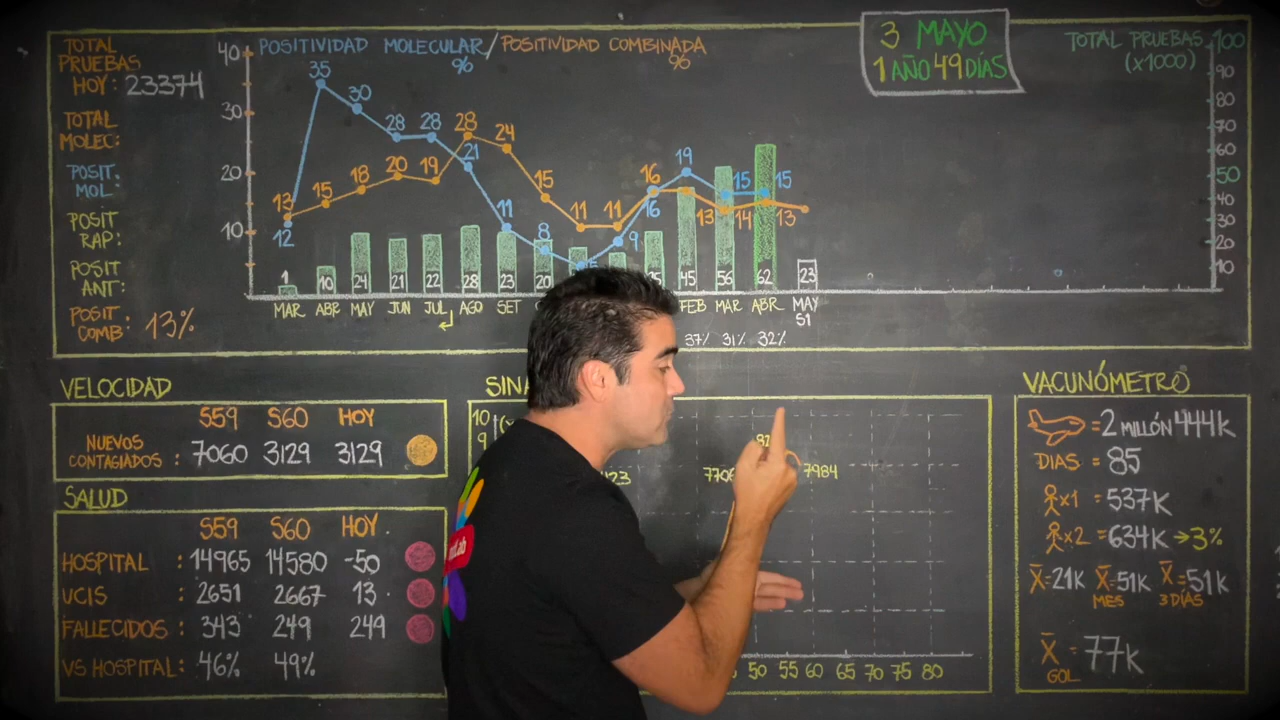 TOTAL PRUEBAS HOY: 23374
TOTAL MOLEC:
POSIT. MOL:
POSIT RAP:
POSIT ANT:
POSIT COMB: 13%
POSITIVIDAD MOLECULAR/POSITIVIDAD COMBINADA
% %
3 MAYO
1 AÑO 49 DÍAS
TOTAL PRUEBAS
(x1000)
40
30
20
10
100
90
80
70
60
50
40
30
20
10
35 30 28 28 21 11 8 9 16 19 15 15
12
13 15 18 20 19 28 24 15 11 11 16 13 14 13
1 10 24 21 22 28 23 20 45 56 62 23
MAR ABR MAY JUN JUL AGO SET FEB MAR ABR MAY
51
37% 31% 32%
VELOCIDAD
S59 S60 HOY
NUEVOS CONTAGIADOS : 7060 3129 3129
SALUD
S59 S60 HOY
HOSPITAL : 14965 14580 -50
UCIS : 2651 2667 13
FALLECIDOS : 343 249 249
VS HOSPITAL: 46% 49%
10
9
7984
50 55 60 65 70 75 80
VACUNÓMETRO
= 2 MILLÓN 444K
DIAS = 85
x1 = 537K
x2 = 634K → 3%
X̄=21K X̄=51K X̄=51K
MES 3 DÍAS
X̄ = 77K
GOL